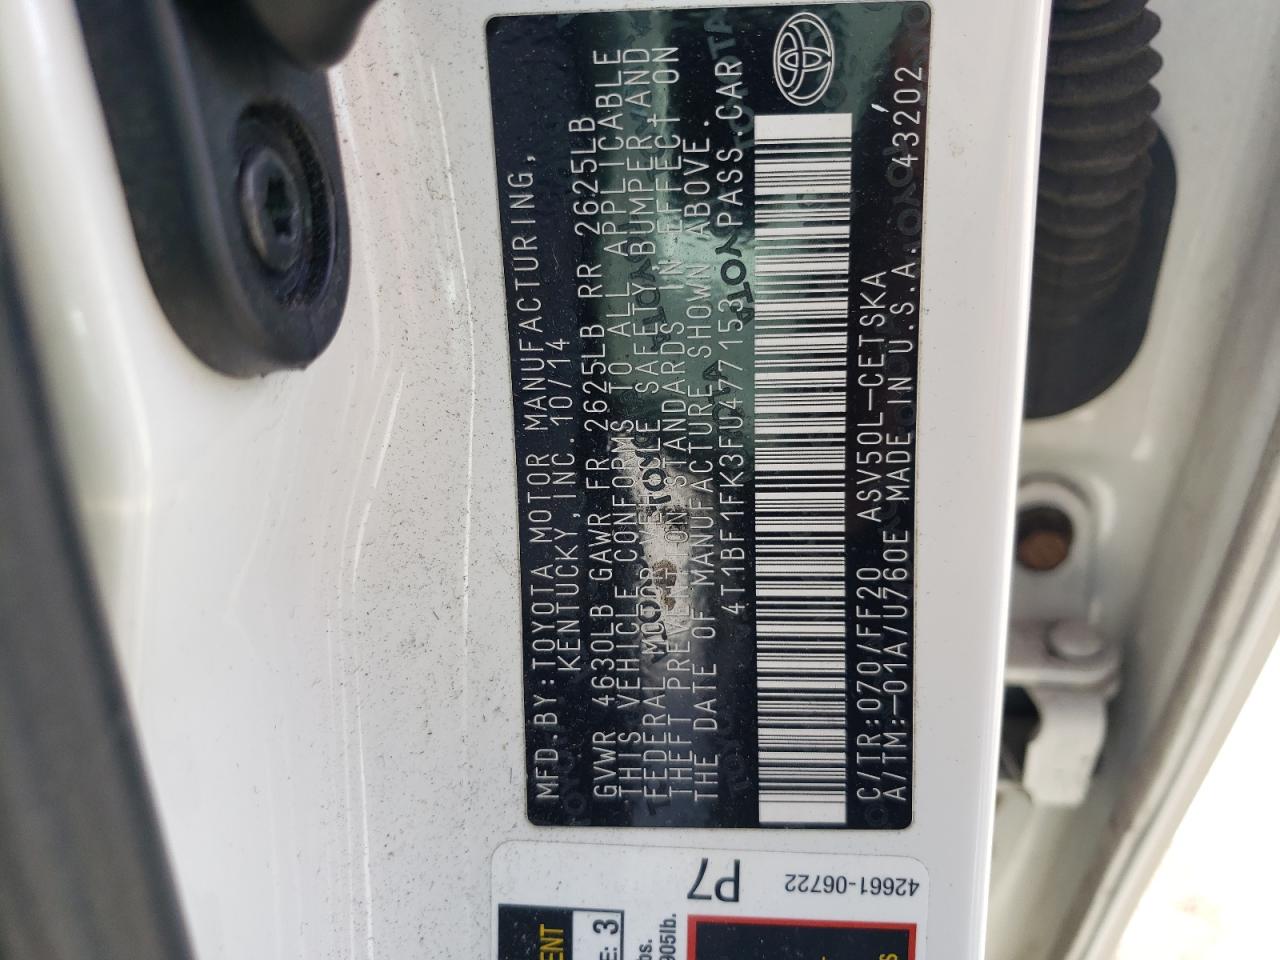 MFD.BY:TOYOTA MOTOR MANUFACTURING,
KENTUCKY,INC. 10/14
GVWR 4630LB GAWR FR 2625LB RR 2625LB
THIS VEHICLE CONFORMS TO ALL APPLICABLE
FEDERAL MOTOR VEHICLE SAFETY, BUMPER, AND
THEFT PREVENTION STANDARDS IN EFFECT ON
THE DATE OF MANUFACTURE SHOWN ABOVE.
4T1BF1FK3FU477153 PASS.CAR
C/TR:070/FF20 ASV50L-CETSKA
A/TM:-01A/U760E MADE IN U.S.A. 43202
42661-06722
P7
3
905lb.